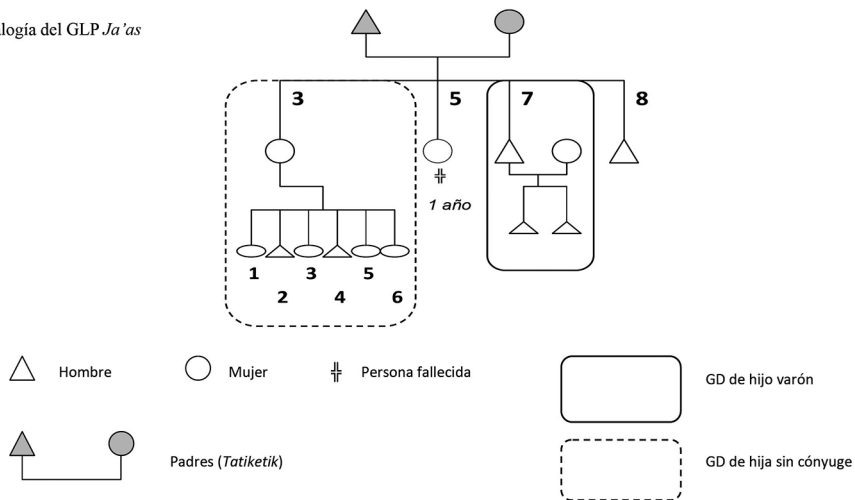 alogía del GLP Ja’as
3 5 7 8
1 año
1 3 5
2 4 6
Hombre Mujer Persona fallecida
GD de hijo varón
Padres (Tatiketik)
GD de hija sin cónyuge